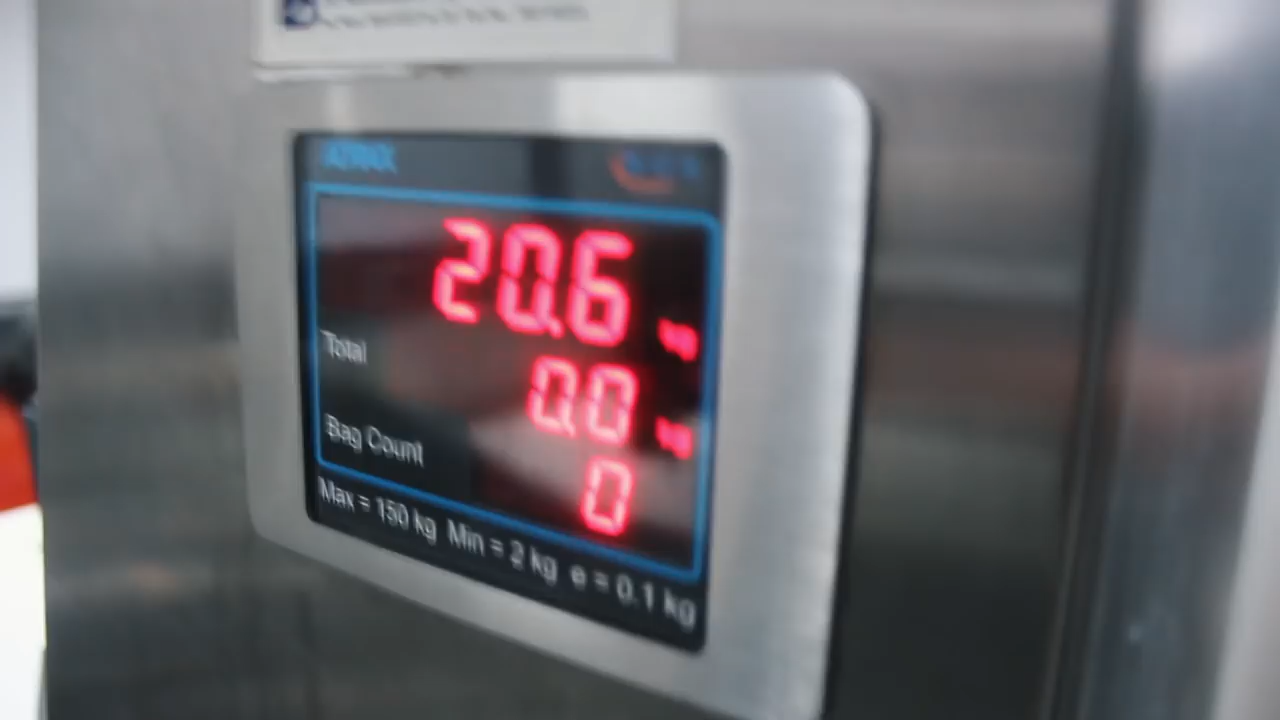 20.6 kg
Total 0.0 kg
Bag Count 0
Max = 150 kg Min = 2 kg e = 0.1 kg